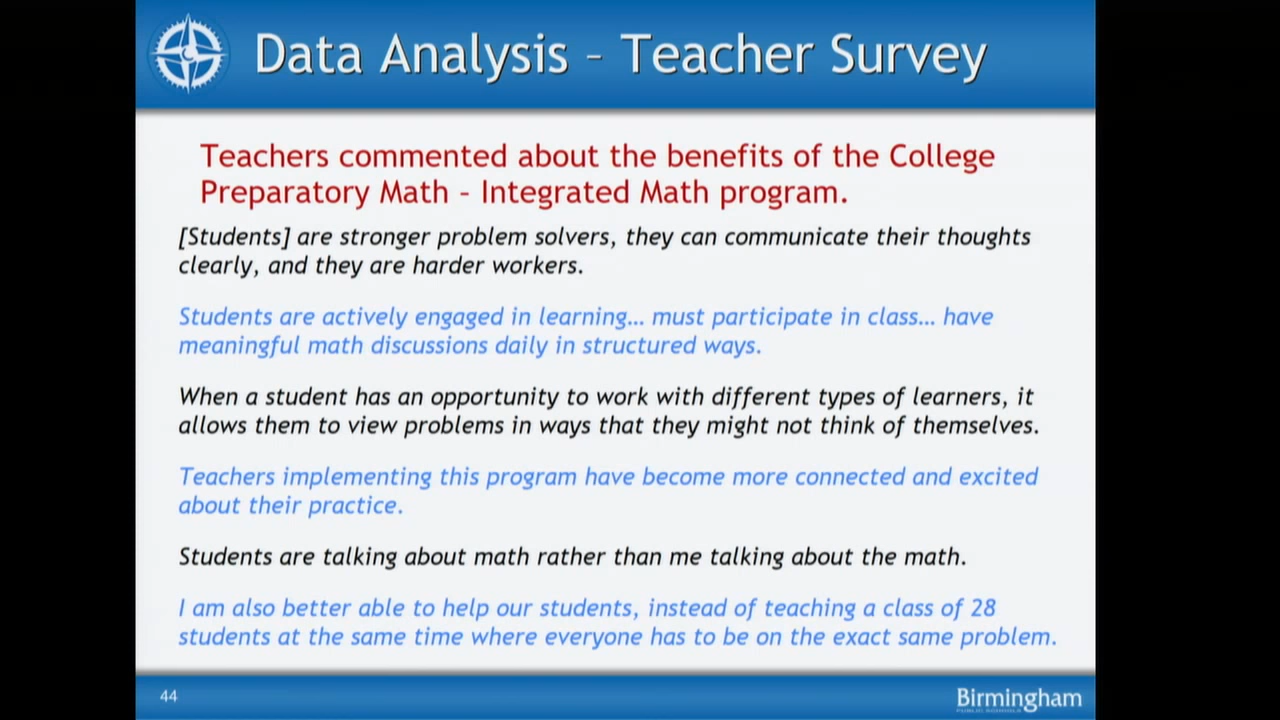 Data Analysis – Teacher Survey
Teachers commented about the benefits of the College
Preparatory Math – Integrated Math program.
[Students] are stronger problem solvers, they can communicate their thoughts
clearly, and they are harder workers.
Students are actively engaged in learning… must participate in class… have
meaningful math discussions daily in structured ways.
When a student has an opportunity to work with different types of learners, it
allows them to view problems in ways that they might not think of themselves.
Teachers implementing this program have become more connected and excited
about their practice.
Students are talking about math rather than me talking about the math.
I am also better able to help our students, instead of teaching a class of 28
students at the same time where everyone has to be on the exact same problem.
44
Birmingham
PUBLIC SCHOOLS